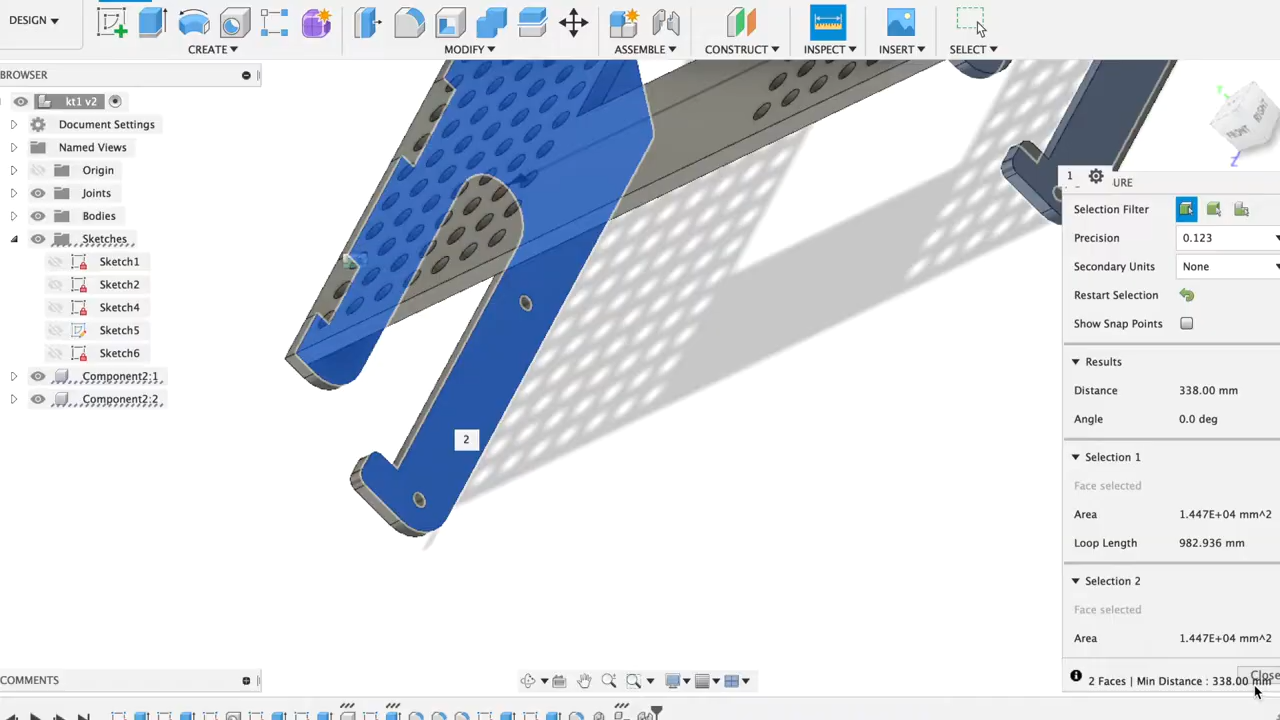 DESIGN
CREATE
MODIFY
ASSEMBLE
CONSTRUCT
INSPECT
INSERT
SELECT
BROWSER
kt1 v2
Document Settings
Named Views
Origin
Joints
Bodies
Sketches
Sketch1
Sketch2
Sketch4
Sketch5
Sketch6
Component2:1
Component2:2
2
FRONT
Z
1
URE
Selection Filter
Precision 0.123
Secondary Units None
Restart Selection
Show Snap Points
Results
Distance 338.00 mm
Angle 0.0 deg
Selection 1
Face selected
Area 1.447E+04 mm^2
Loop Length 982.936 mm
Selection 2
Face selected
Area 1.447E+04 mm^2
Close
2 Faces | Min Distance : 338.00 mm
COMMENTS